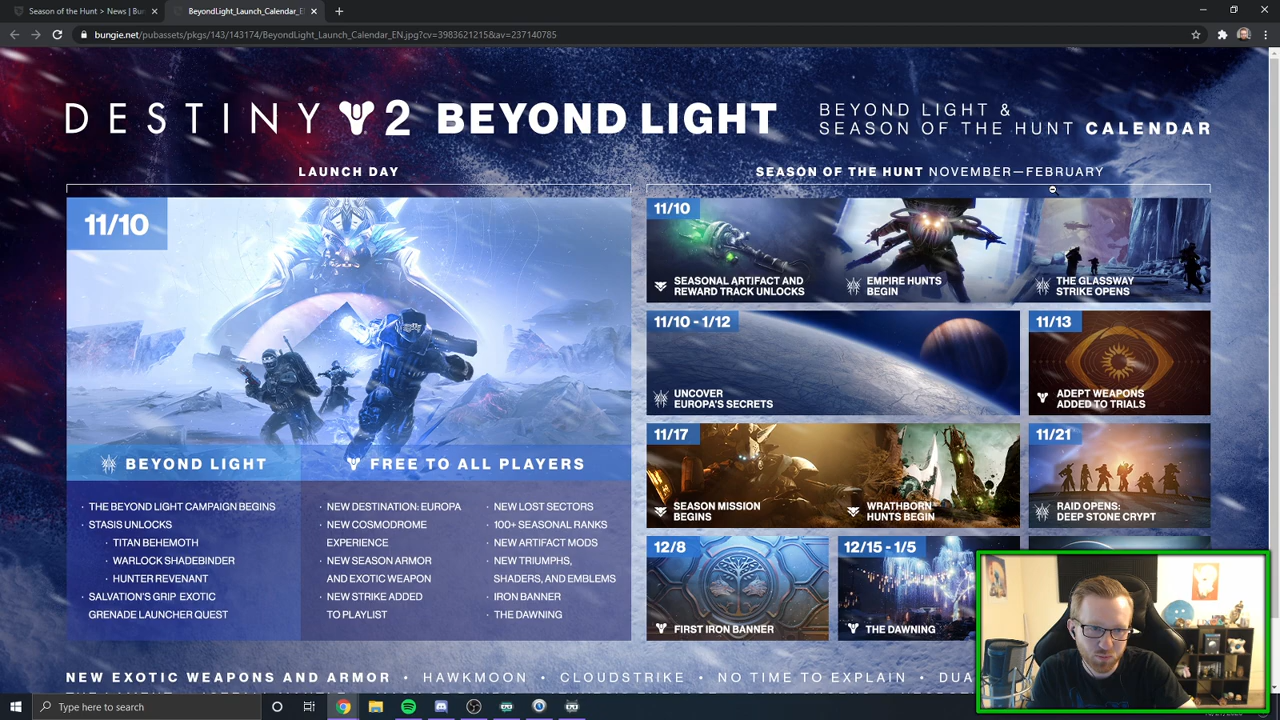 Season of the Hunt > News | Bun
BeyondLight_Launch_Calendar_E
bungie.net/pubassets/pkgs/143/143174/BeyondLight_Launch_Calendar_EN.jpg?cv=3983621215&av=237140785
DESTINY 2 BEYOND LIGHT
BEYOND LIGHT &
SEASON OF THE HUNT CALENDAR
LAUNCH DAY
SEASON OF THE HUNT NOVEMBER—FEBRUARY
11/10
BEYOND LIGHT
THE BEYOND LIGHT CAMPAIGN BEGINS
STASIS UNLOCKS
TITAN BEHEMOTH
WARLOCK SHADEBINDER
HUNTER REVENANT
SALVATION'S GRIP EXOTIC
GRENADE LAUNCHER QUEST
FREE TO ALL PLAYERS
NEW DESTINATION: EUROPA
NEW COSMODROME
EXPERIENCE
NEW SEASON ARMOR
AND EXOTIC WEAPON
NEW STRIKE ADDED
TO PLAYLIST
NEW LOST SECTORS
100+ SEASONAL RANKS
NEW ARTIFACT MODS
NEW TRIUMPHS,
SHADERS, AND EMBLEMS
IRON BANNER
THE DAWNING
11/10
SEASONAL ARTIFACT AND
REWARD TRACK UNLOCKS
EMPIRE HUNTS
BEGIN
THE GLASSWAY
STRIKE OPENS
11/10 - 1/12
UNCOVER
EUROPA'S SECRETS
11/13
ADEPT WEAPONS
ADDED TO TRIALS
11/17
SEASON MISSION
BEGINS
WRATHBORN
HUNTS BEGIN
11/21
RAID OPENS:
DEEP STONE CRYPT
12/8
FIRST IRON BANNER
12/15 - 1/5
THE DAWNING
NEW EXOTIC WEAPONS AND ARMOR • HAWKMOON • CLOUDSTRIKE • NO TIME TO EXPLAIN • DUA
Type here to search